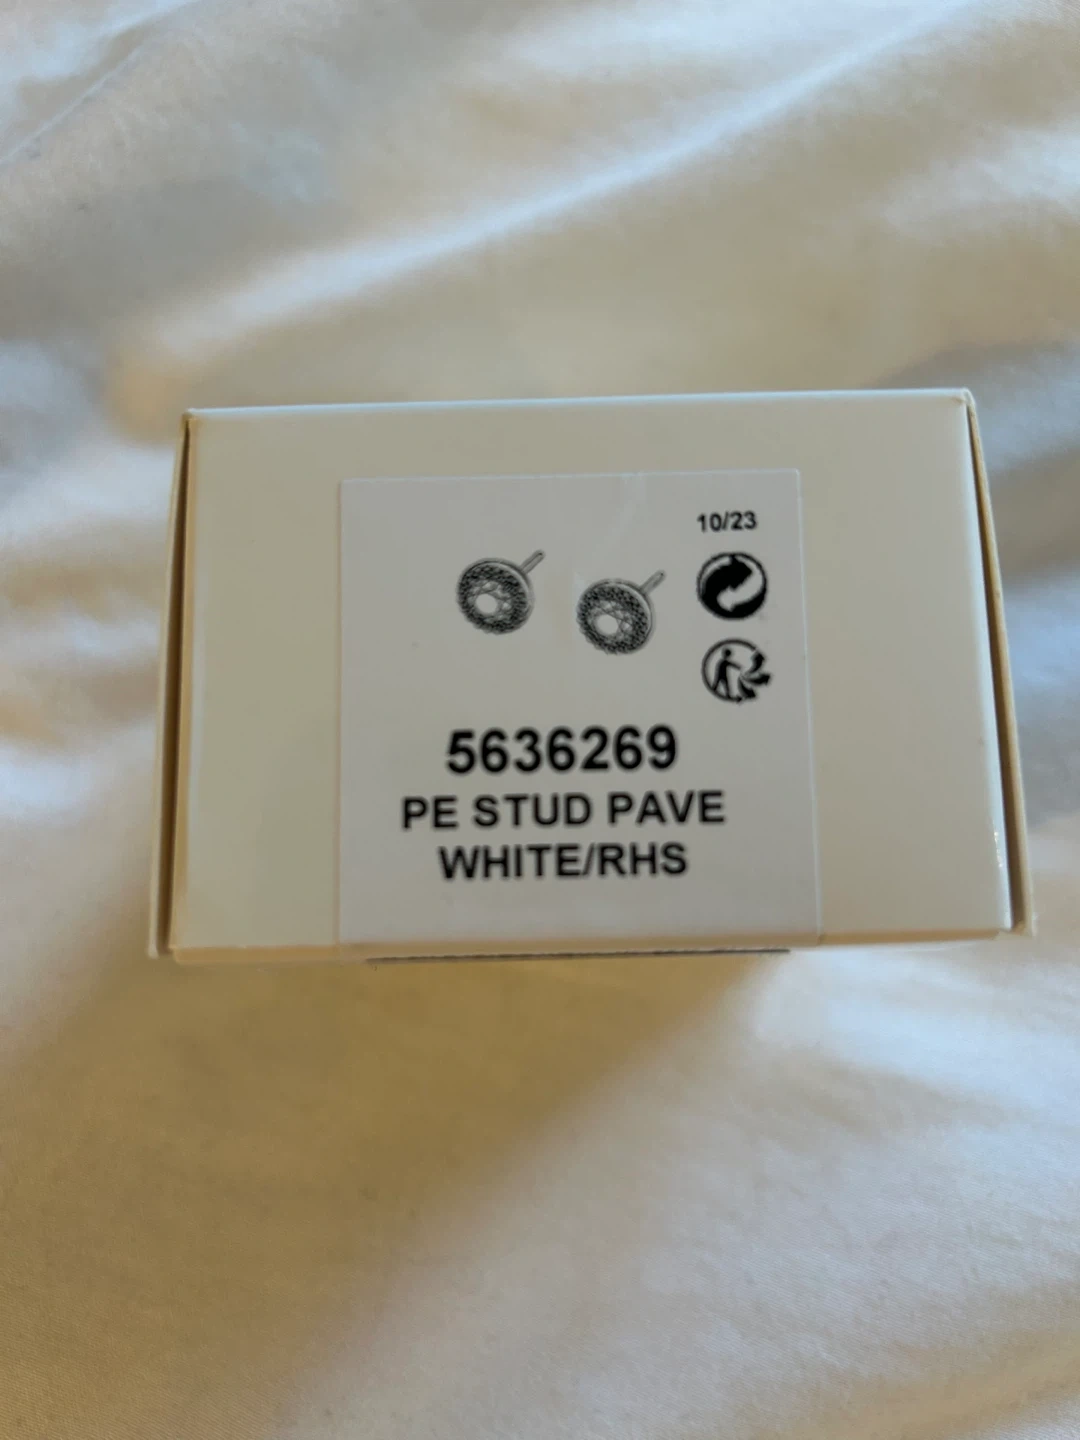 10/23
5636269
PE STUD PAVE
WHITE/RHS